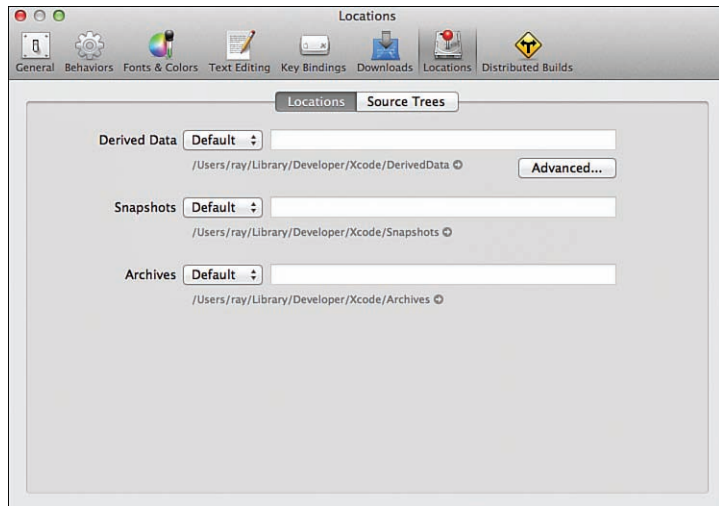 Locations
General Behaviors Fonts & Colors Text Editing Key Bindings Downloads Locations Distributed Builds
Locations Source Trees
Derived Data Default
/Users/ray/Library/Developer/Xcode/DerivedData
Advanced...
Snapshots Default
/Users/ray/Library/Developer/Xcode/Snapshots
Archives Default
/Users/ray/Library/Developer/Xcode/Archives